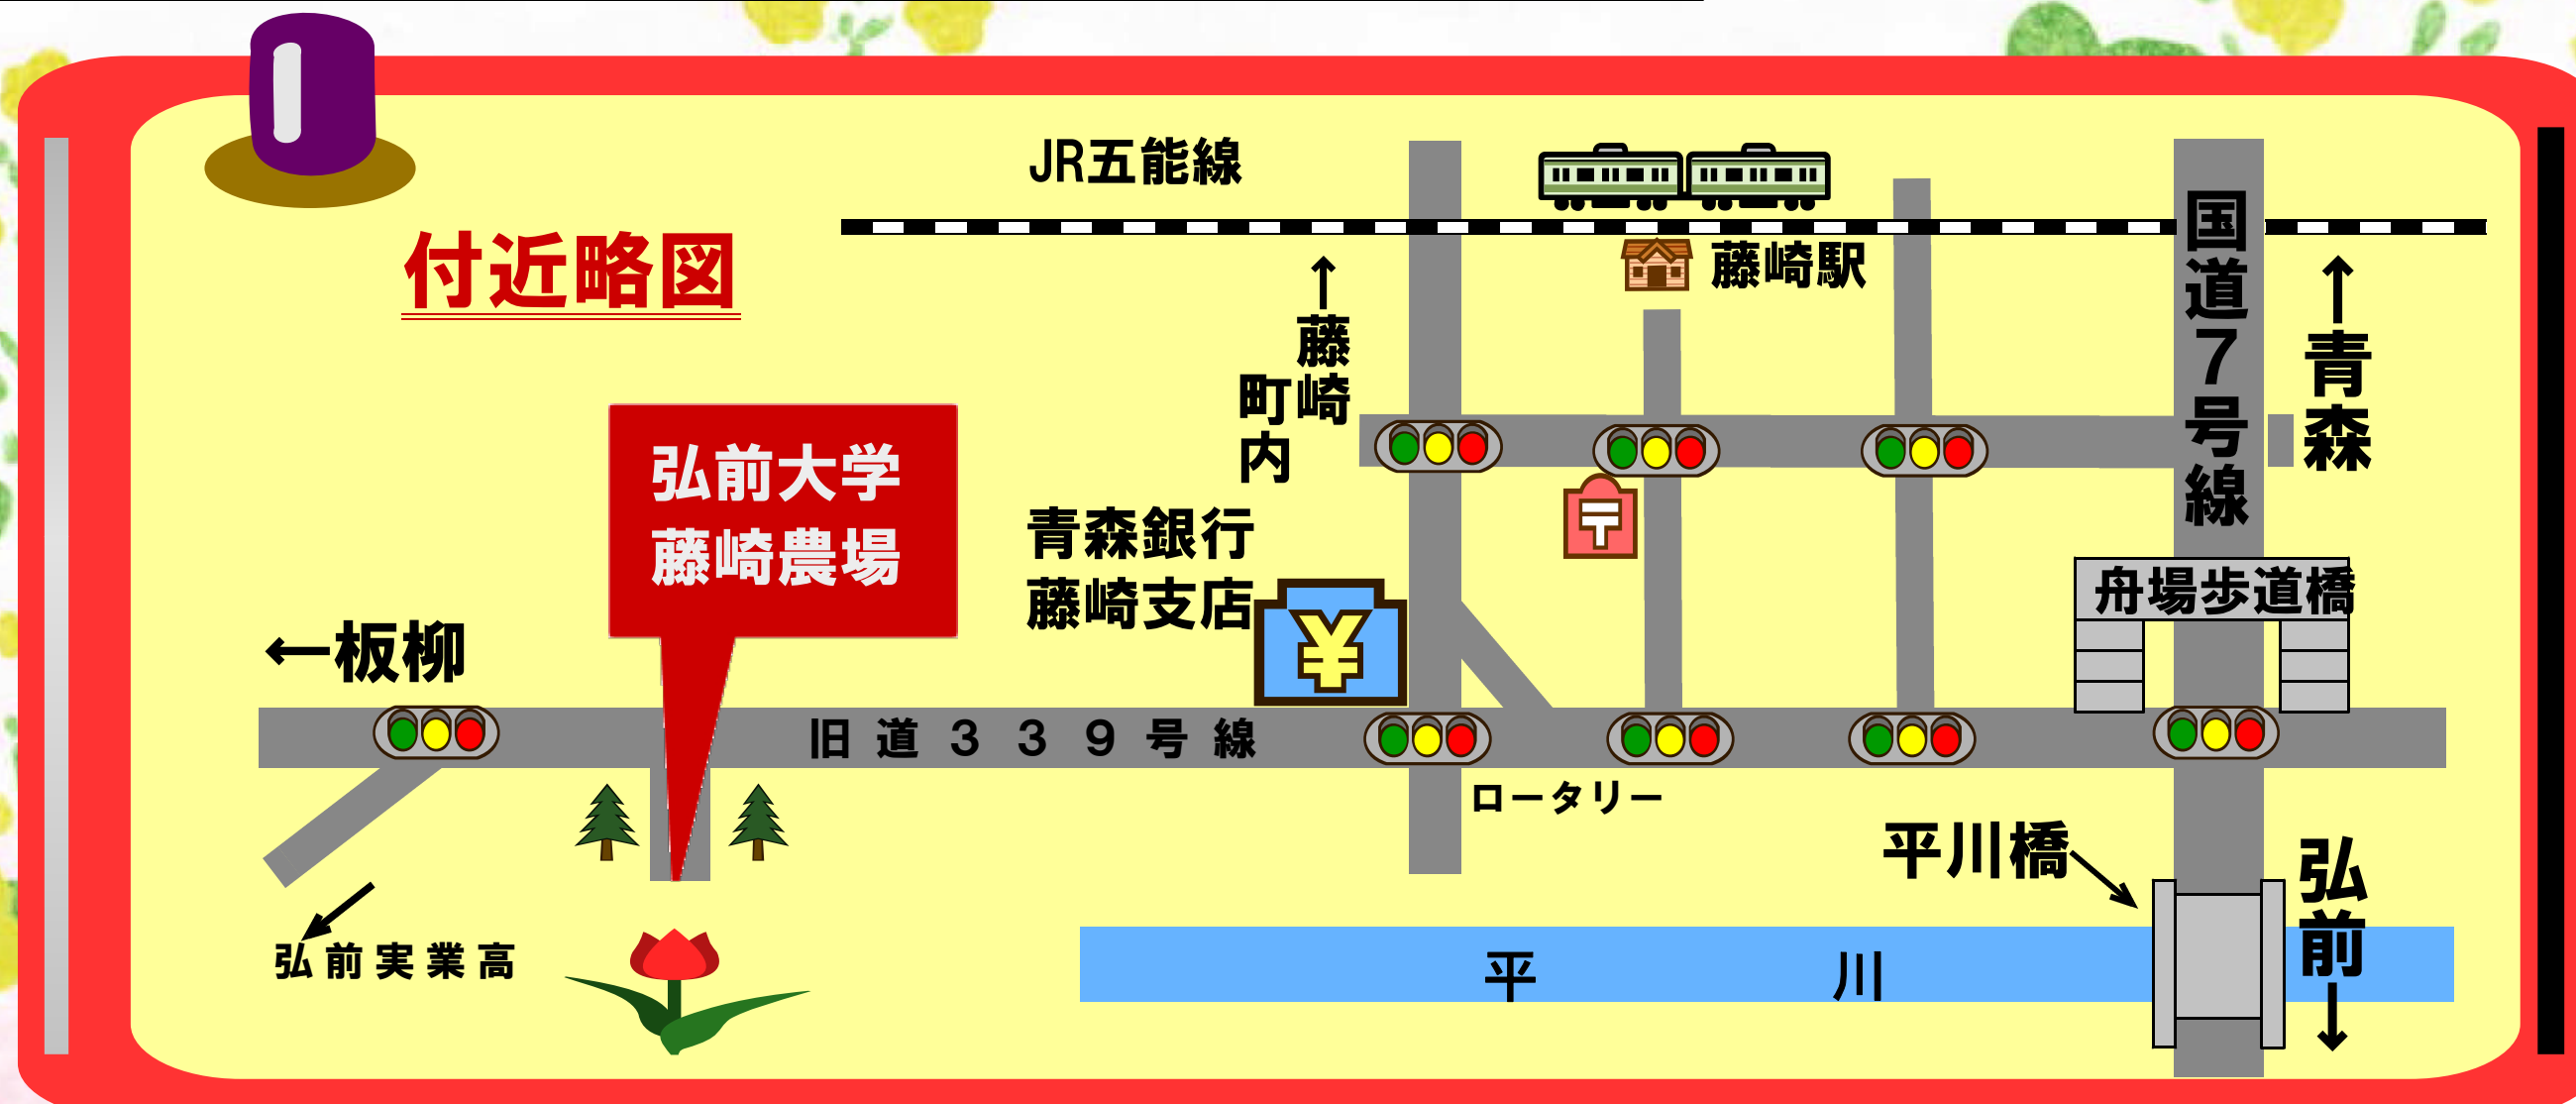 JR五能線
付近略図
藤崎駅
↑藤崎
町内
国道7号線
↑青森
弘前大学
藤崎農場
青森銀行
藤崎支店
¥
〒
舟場歩道橋
←板柳
旧道339号線
ロータリー
平川橋
弘前↓
弘前実業高
平川